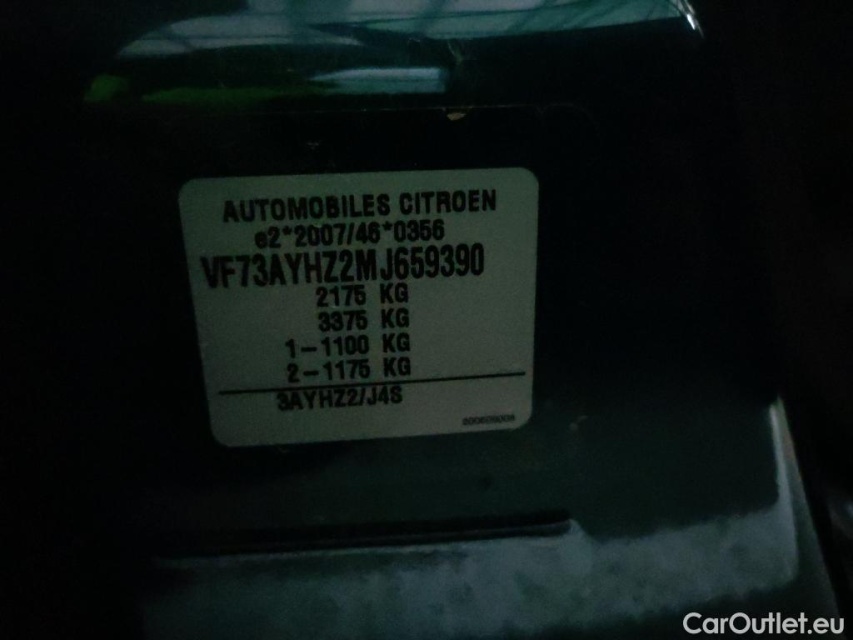 AUTOMOBILES CITROEN
e2*2007/46*0356
VF73AYHZ2MJ659390
2175 KG
3375 KG
1-1100 KG
2-1175 KG
3AYHZ2/J4S
CarOutlet.eu